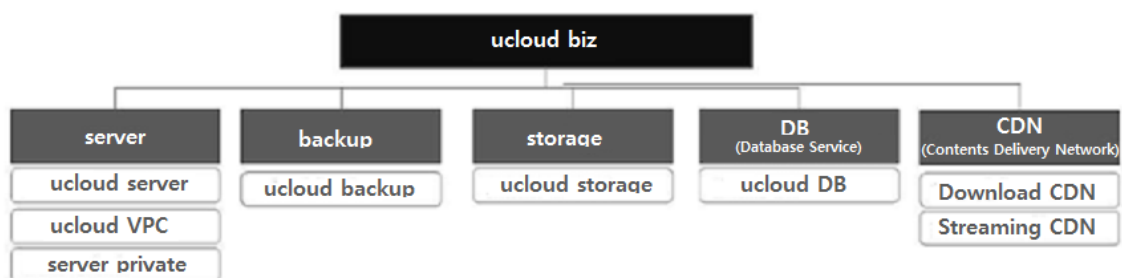 ucloud biz
server
backup
storage
DB
(Database Service)
CDN
(Contents Delivery Network)
ucloud server
ucloud backup
ucloud storage
ucloud DB
Download CDN
ucloud VPC
Streaming CDN
server private